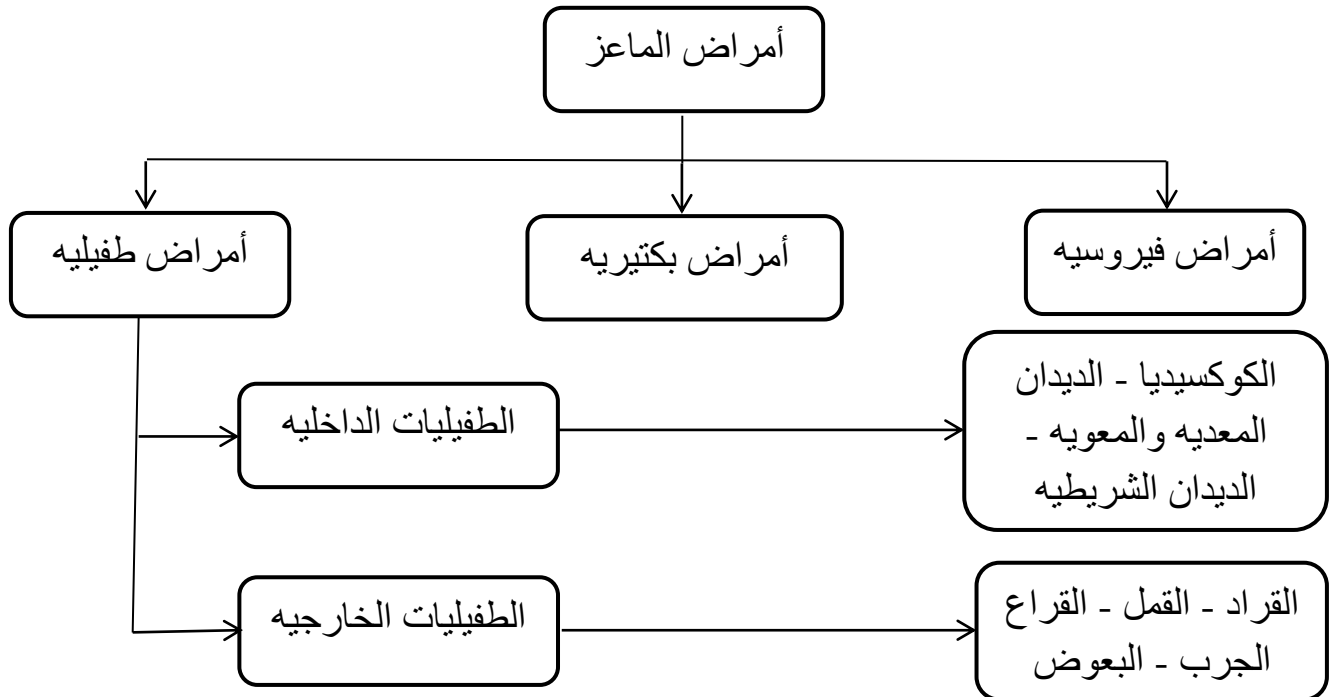 أمراض الماعز
أمراض فيروسيه
أمراض بكتيريه
أمراض طفيليه
الطفيليات الداخليه
الكوكسيديا - الديدان
المعديه والمعويه -
الديدان الشريطيه
الطفيليات الخارجيه
القراد - القمل - القراع
الجرب - البعوض